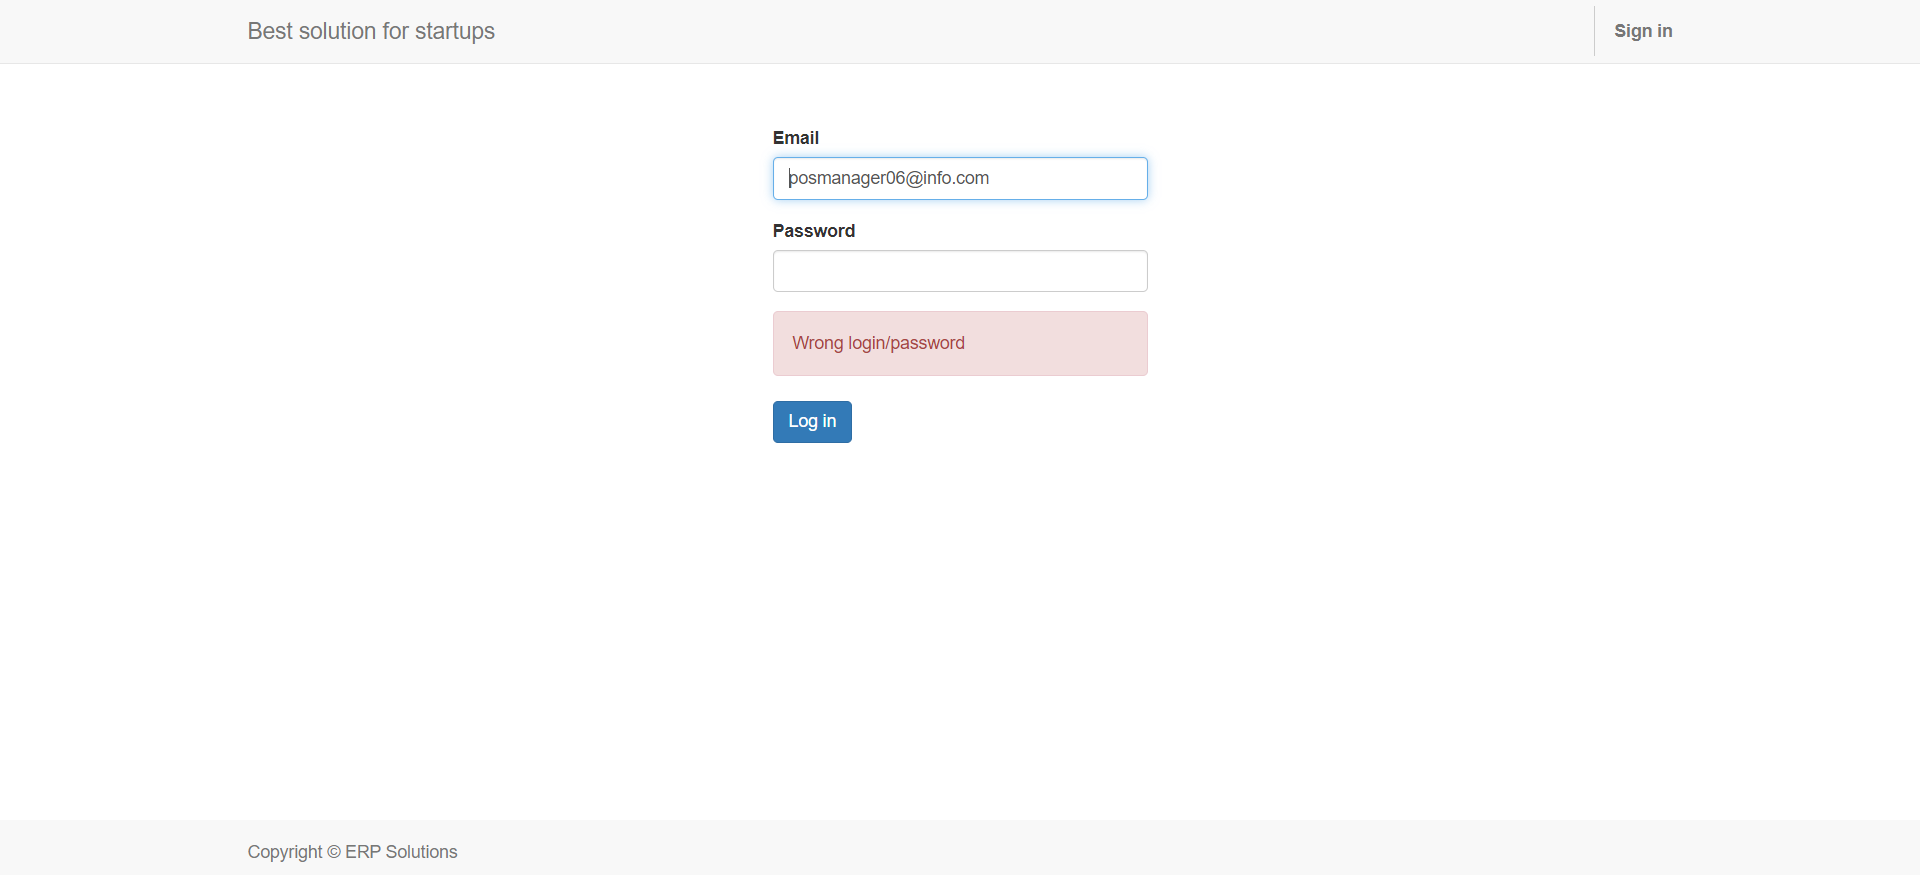 Best solution for startups
Sign in
Email
posmanager06@info.com
Password
Wrong login/password
Log in
Copyright © ERP Solutions